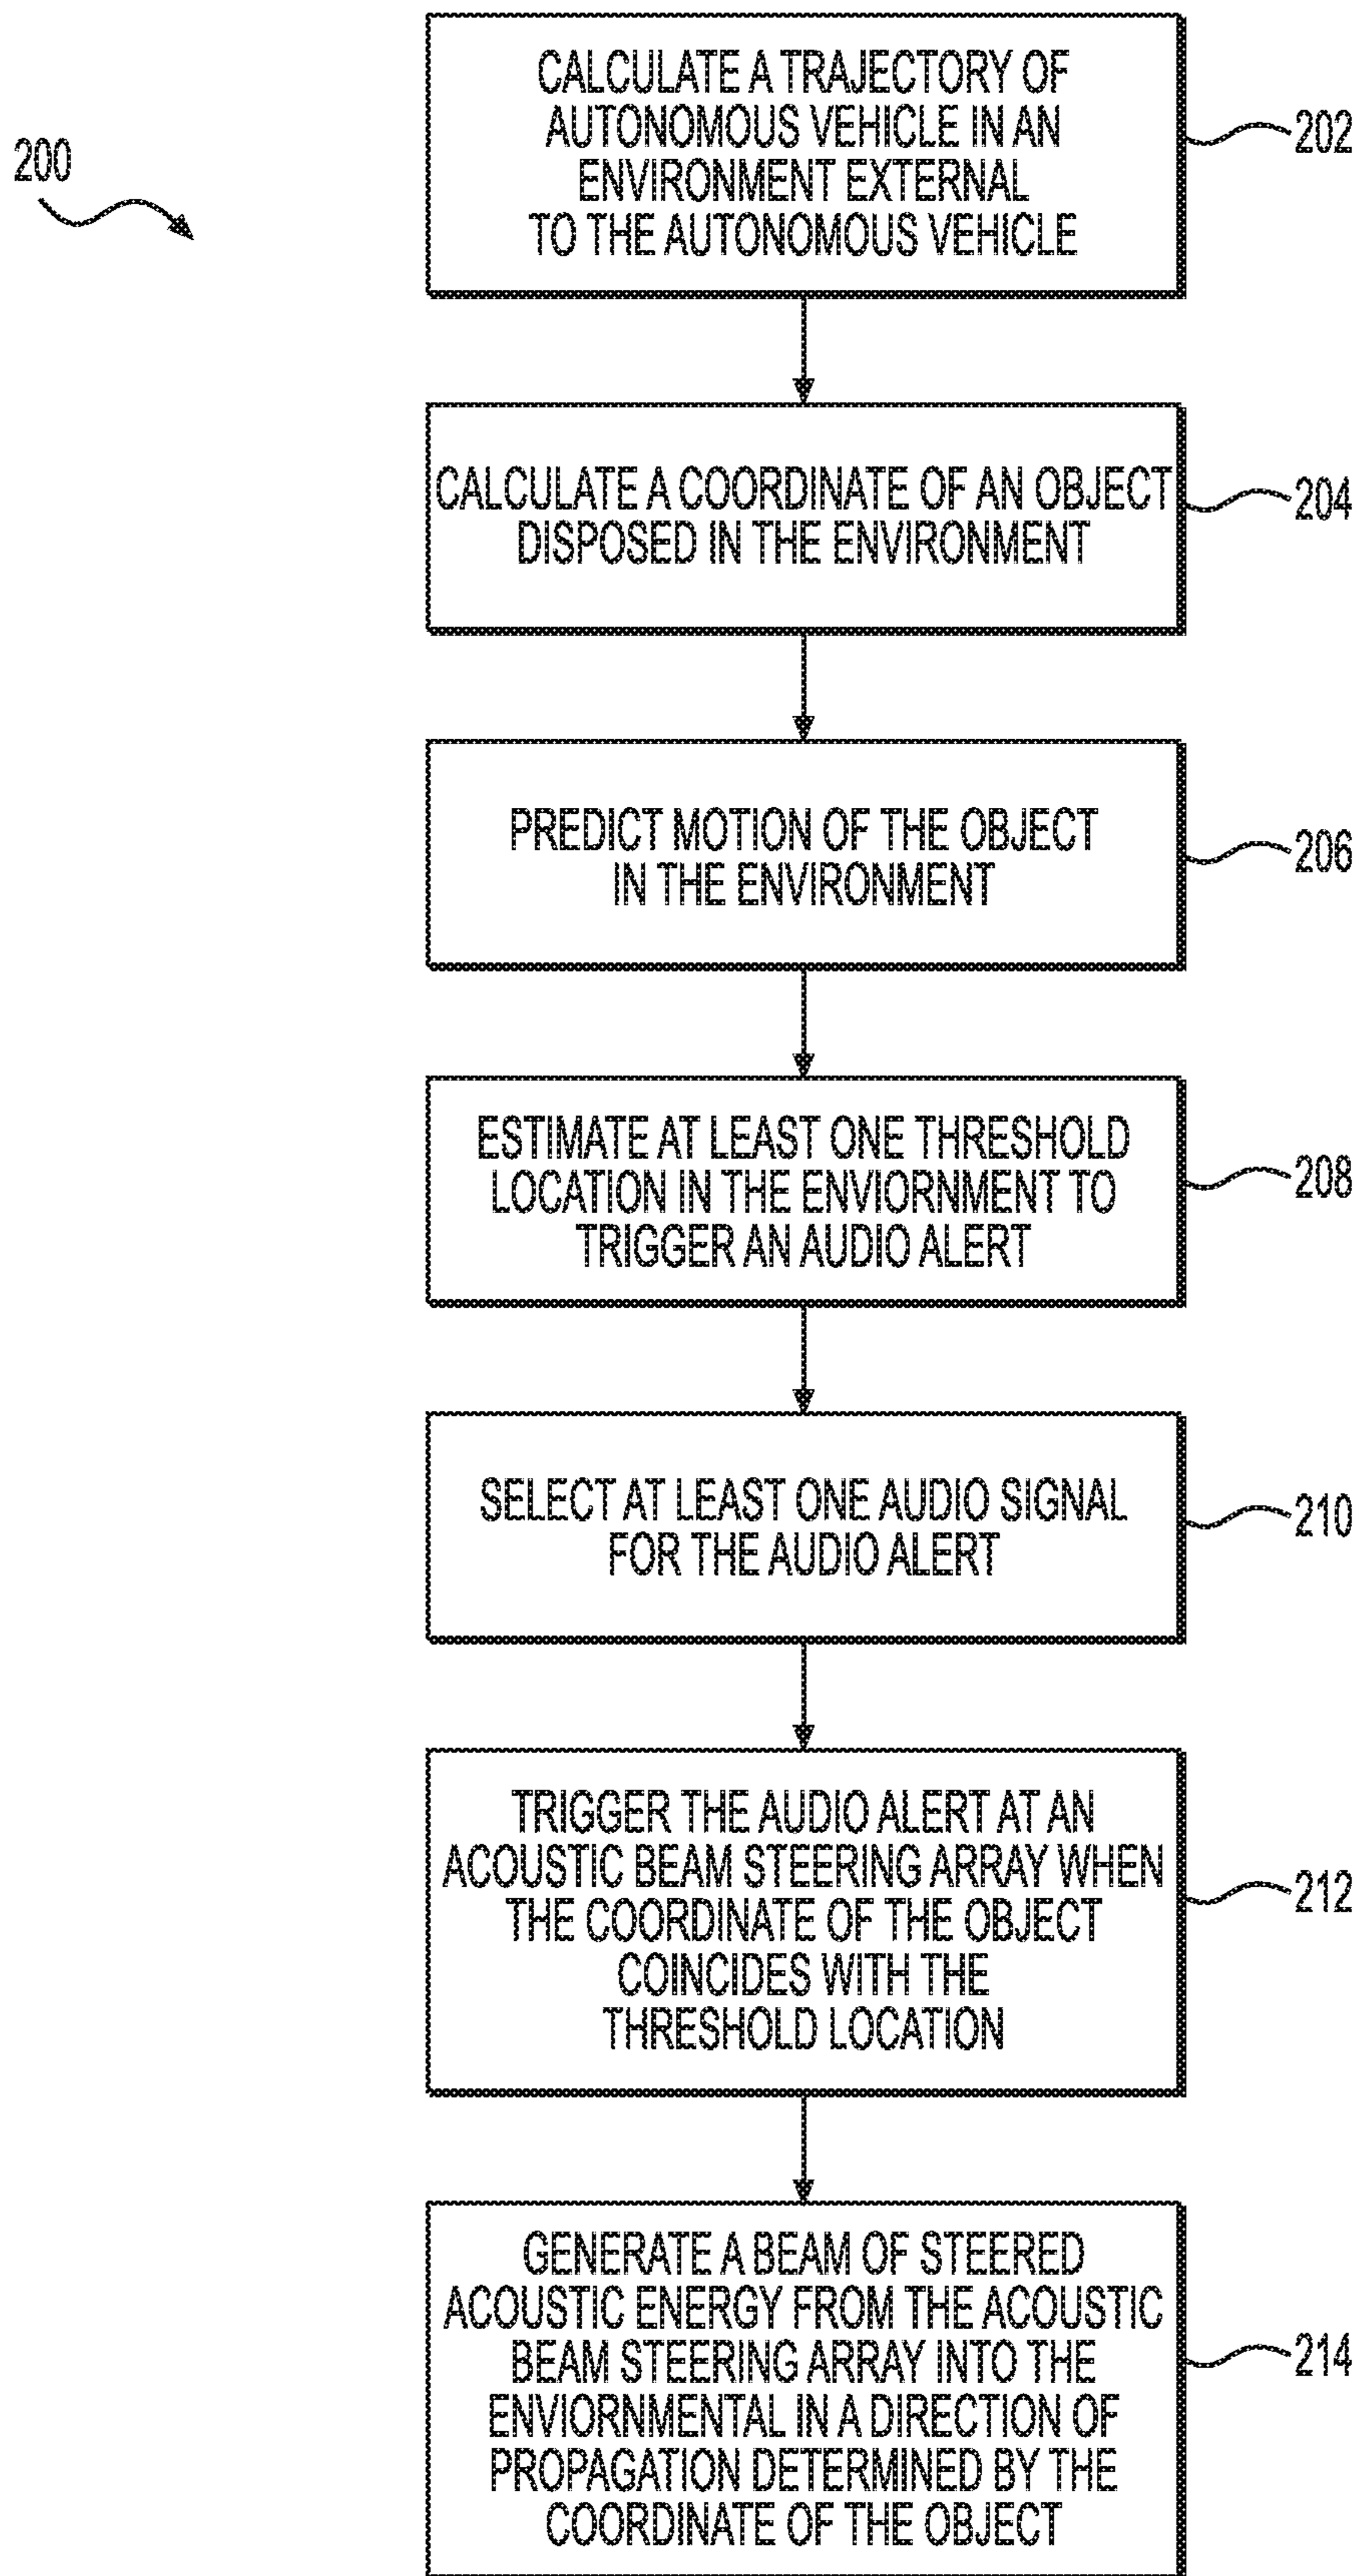 200
CALCULATE A TRAJECTORY OF
AUTONOMOUS VEHICLE IN AN
ENVIRONMENT EXTERNAL
TO THE AUTONOMOUS VEHICLE
202
CALCULATE A COORDINATE OF AN OBJECT
DISPOSED IN THE ENVIRONMENT
204
PREDICT MOTION OF THE OBJECT
IN THE ENVIRONMENT
206
ESTIMATE AT LEAST ONE THRESHOLD
LOCATION IN THE ENVIORNMENT TO
TRIGGER AN AUDIO ALERT
208
SELECT AT LEAST ONE AUDIO SIGNAL
FOR THE AUDIO ALERT
210
TRIGGER THE AUDIO ALERT AT AN
ACOUSTIC BEAM STEERING ARRAY WHEN
THE COORDINATE OF THE OBJECT
COINCIDES WITH THE
THRESHOLD LOCATION
212
GENERATE A BEAM OF STEERED
ACOUSTIC ENERGY FROM THE ACOUSTIC
BEAM STEERING ARRAY INTO THE
ENVIORNMENTAL IN A DIRECTION OF
PROPAGATION DETERMINED BY THE
COORDINATE OF THE OBJECT
214